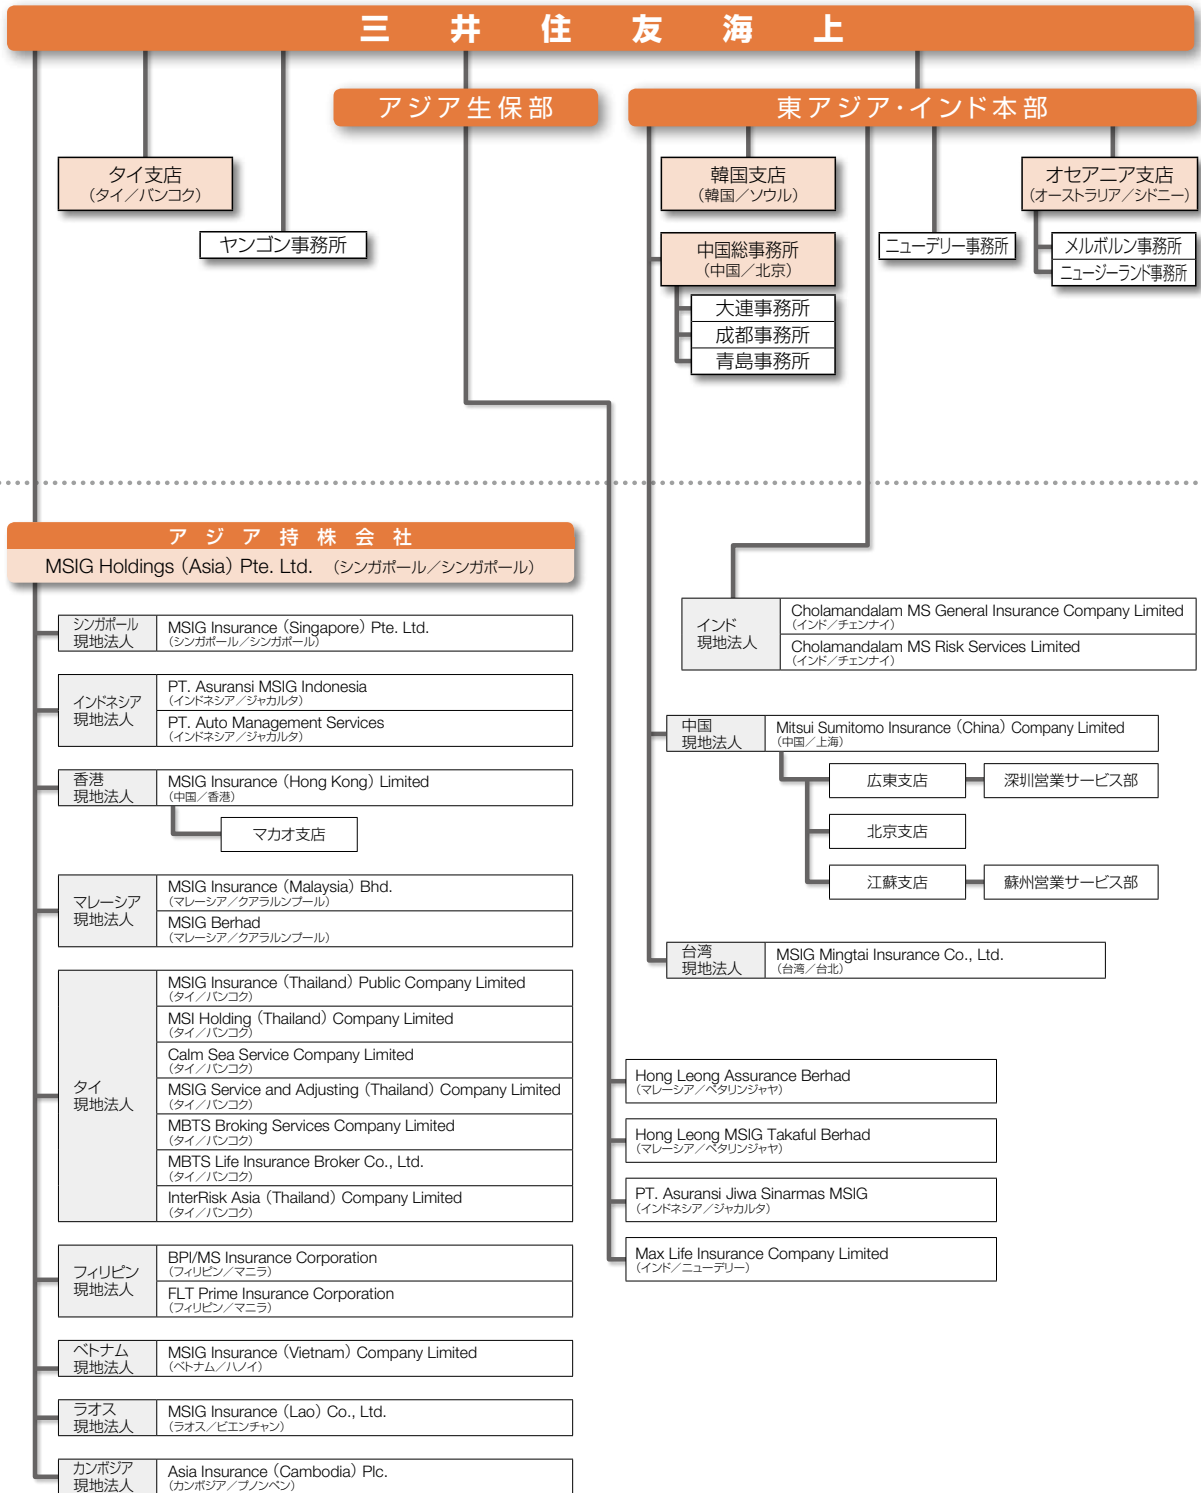 三井住友海上
アジア生保部
東アジア・インド本部
タイ支店
（タイ／バンコク）
ヤンゴン事務所
韓国支店
（韓国／ソウル）
中国総事務所
（中国／北京）
大連事務所
成都事務所
青島事務所
ニューデリー事務所
オセアニア支店
（オーストラリア／シドニー）
メルボルン事務所
ニュージーランド事務所
アジア持株会社
MSIG Holdings（Asia）Pte. Ltd.　（シンガポール／シンガポール）
シンガポール
現地法人
MSIG Insurance（Singapore）Pte. Ltd.
（シンガポール／シンガポール）
インドネシア
現地法人
PT. Asuransi MSIG Indonesia
（インドネシア／ジャカルタ）
PT. Auto Management Services
（インドネシア／ジャカルタ）
香港
現地法人
MSIG Insurance（Hong Kong）Limited
（中国／香港）
マカオ支店
マレーシア
現地法人
MSIG Insurance（Malaysia）Bhd.
（マレーシア／クアラルンプール）
MSIG Berhad
（マレーシア／クアラルンプール）
タイ
現地法人
MSIG Insurance（Thailand）Public Company Limited
（タイ／バンコク）
MSI Holding（Thailand）Company Limited
（タイ／バンコク）
Calm Sea Service Company Limited
（タイ／バンコク）
MSIG Service and Adjusting（Thailand）Company Limited
（タイ／バンコク）
MBTS Broking Services Company Limited
（タイ／バンコク）
MBTS Life Insurance Broker Co., Ltd.
（タイ／バンコク）
InterRisk Asia（Thailand）Company Limited
（タイ／バンコク）
フィリピン
現地法人
BPI/MS Insurance Corporation
（フィリピン／マニラ）
FLT Prime Insurance Corporation
（フィリピン／マニラ）
ベトナム
現地法人
MSIG Insurance（Vietnam）Company Limited
（ベトナム／ハノイ）
ラオス
現地法人
MSIG Insurance（Lao）Co., Ltd.
（ラオス／ビエンチャン）
カンボジア
現地法人
Asia Insurance（Cambodia）Plc.
（カンボジア／プノンペン）
インド
現地法人
Cholamandalam MS General Insurance Company Limited
（インド／チェンナイ）
Cholamandalam MS Risk Services Limited
（インド／チェンナイ）
中国
現地法人
Mitsui Sumitomo Insurance（China）Company Limited
（中国／上海）
広東支店
深圳営業サービス部
北京支店
江蘇支店
蘇州営業サービス部
台湾
現地法人
MSIG Mingtai Insurance Co., Ltd.
（台湾／台北）
Hong Leong Assurance Berhad
（マレーシア／ペタリンジャヤ）
Hong Leong MSIG Takaful Berhad
（マレーシア／ペタリンジャヤ）
PT. Asuransi Jiwa Sinarmas MSIG
（インドネシア／ジャカルタ）
Max Life Insurance Company Limited
（インド／ニューデリー）